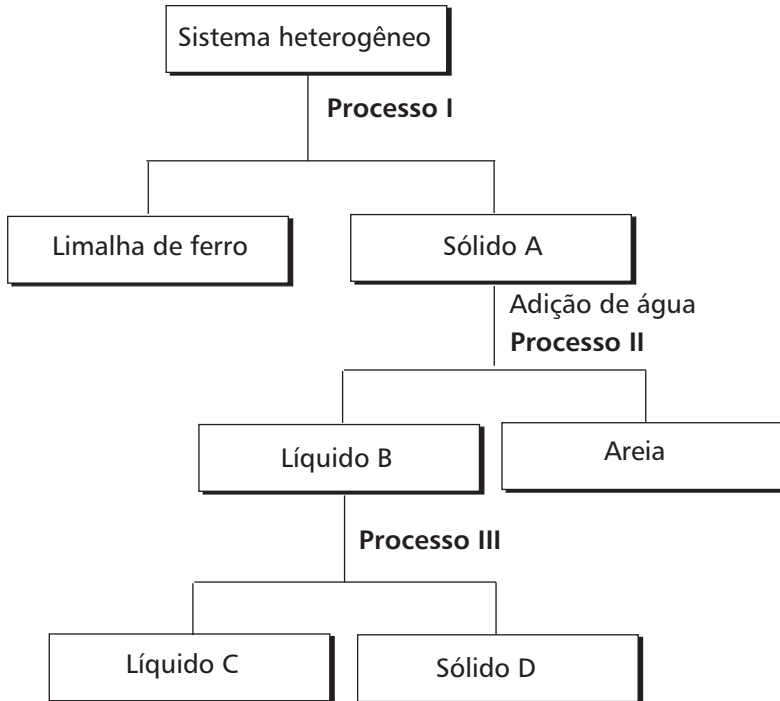 Sistema heterogêneo
Processo I
Limalha de ferro
Sólido A
Adição de água
Processo II
Líquido B
Areia
Processo III
Líquido C
Sólido D